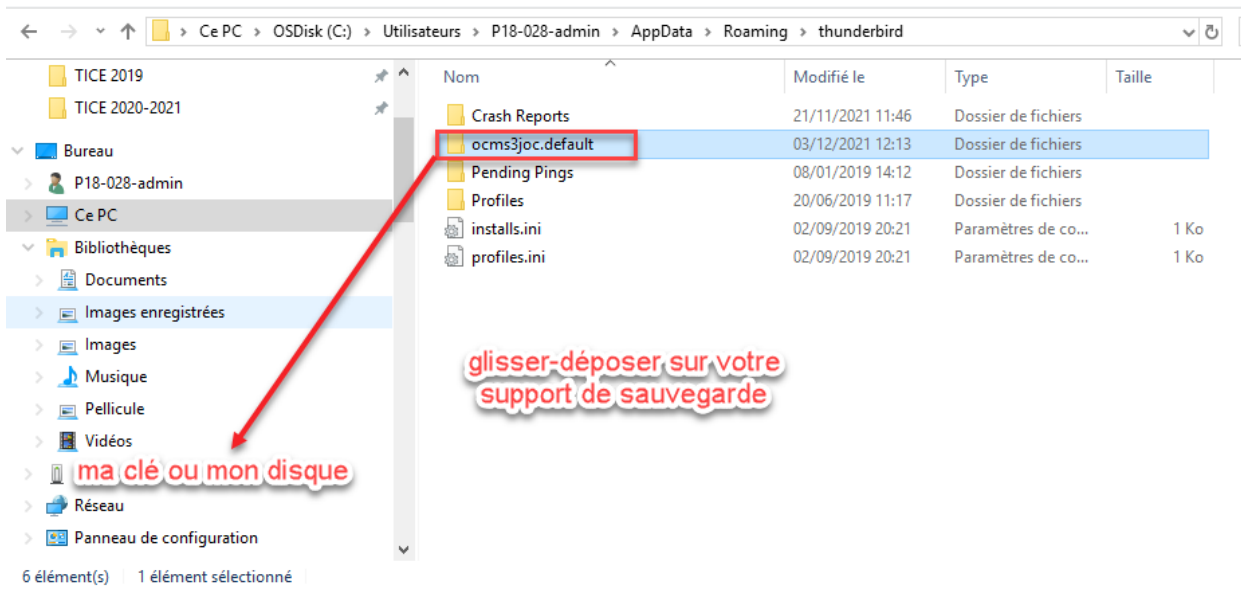 Ce PC > OSDisk (C:) > Utilisateurs > P18-028-admin > AppData > Roaming > thunderbird
TICE 2019
TICE 2020-2021
Bureau
P18-028-admin
Ce PC
Bibliothèques
Documents
Images enregistrées
Images
Musique
Pellicule
Vidéos
ma clé ou mon disque
Réseau
Panneau de configuration
Nom Modifié le Type Taille
Crash Reports 21/11/2021 11:46 Dossier de fichiers
ocms3joc.default 03/12/2021 12:13 Dossier de fichiers
Pending Pings 08/01/2019 14:12 Dossier de fichiers
Profiles 20/06/2019 11:17 Dossier de fichiers
installs.ini 02/09/2019 20:21 Paramètres de co... 1 Ko
profiles.ini 02/09/2019 20:21 Paramètres de co... 1 Ko
glisser-déposer sur votre
support de sauvegarde
6 élément(s) 1 élément sélectionné